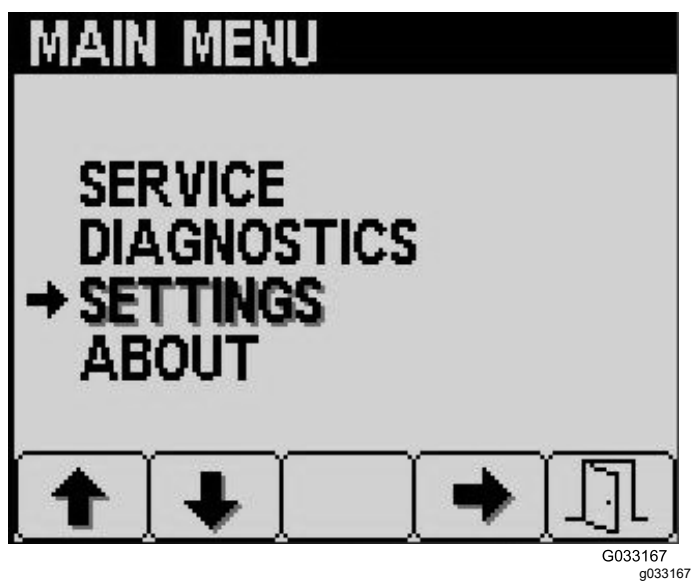 MAIN MENU
SERVICE
DIAGNOSTICS
SETTINGS
ABOUT
G033167
g033167